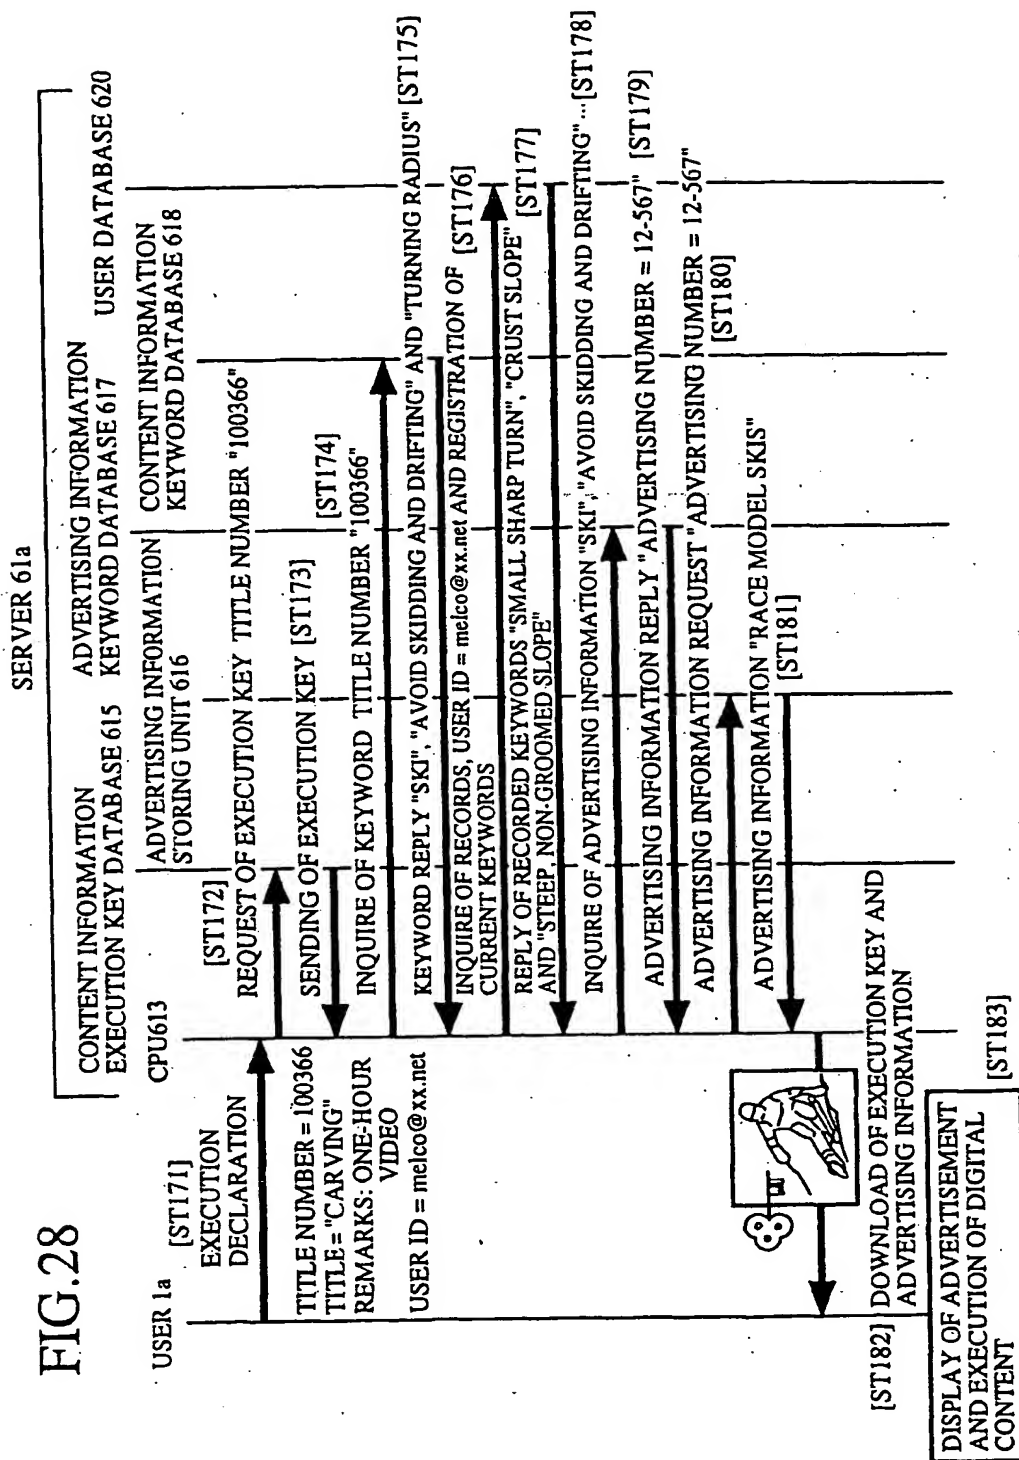 FIG.28
SERVER 61a
CONTENT INFORMATION
EXECUTION KEY DATABASE 615
ADVERTISING INFORMATION
KEYWORD DATABASE 617
USER DATABASE 620
CPU613
ADVERTISING INFORMATION
STORING UNIT 616
CONTENT INFORMATION
KEYWORD DATABASE 618
USER 1a
[ST171]
EXECUTION
DECLARATION
TITLE NUMBER = 100366
TITLE = "CARVING"
REMARKS: ONE-HOUR
VIDEO
USER ID = melco@xx.net
[ST172]
REQUEST OF EXECUTION KEY TITLE NUMBER "100366"
SENDING OF EXECUTION KEY [ST173]
[ST174]
INQUIRE OF KEYWORD TITLE NUMBER "100366"
KEYWORD REPLY "SKI", "AVOID SKIDDING AND DRIFTING" AND "TURNING RADIUS" [ST175]
INQUIRE OF RECORDS, USER ID = melco@xx.net AND REGISTRATION OF
CURRENT KEYWORDS
[ST176]
REPLY OF RECORDED KEYWORDS "SMALL SHARP TURN", "CRUST SLOPE"
AND "STEEP, NON-GROOMED SLOPE"
[ST177]
INQUIRE OF ADVERTISING INFORMATION "SKI", "AVOID SKIDDING AND DRIFTING" ... [ST178]
ADVERTISING INFORMATION REPLY "ADVERTISING NUMBER = 12-567" [ST179]
ADVERTISING INFORMATION REQUEST "ADVERTISING NUMBER = 12-567"
[ST180]
ADVERTISING INFORMATION "RACE MODEL SKIS"
[ST181]
[ST182] DOWNLOAD OF EXECUTION KEY AND
ADVERTISING INFORMATION
DISPLAY OF ADVERTISEMENT
AND EXECUTION OF DIGITAL
CONTENT
[ST183]